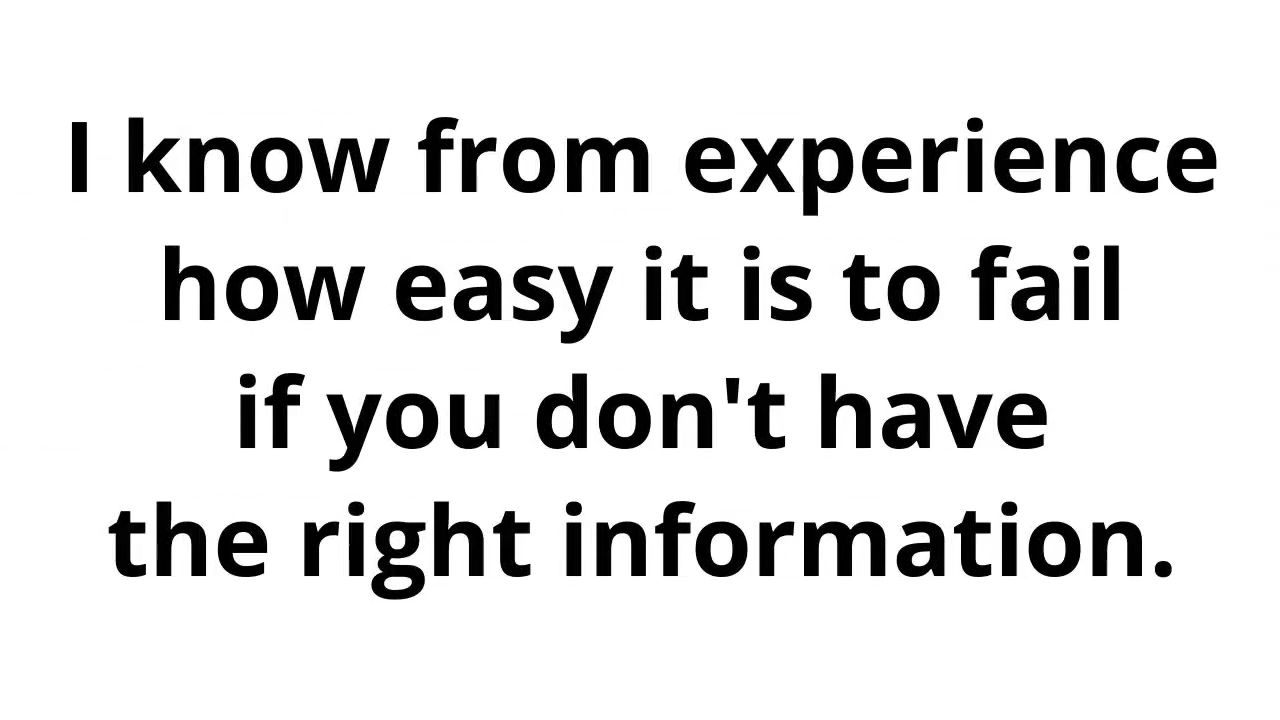 I know from experience
how easy it is to fail
if you don't have
the right information.